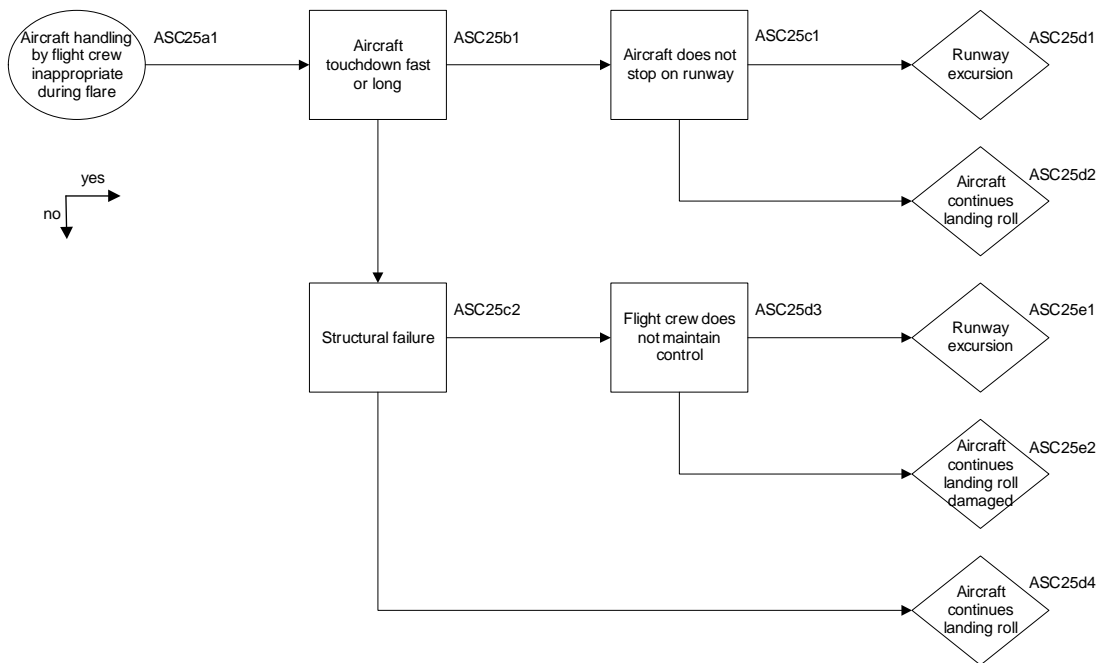 Aircraft handling
by flight crew
inappropriate
during flare
ASC25a1
Aircraft
touchdown fast
or long
ASC25b1
Aircraft does not
stop on runway
ASC25c1
Runway
excursion
ASC25d1
yes
no
Aircraft
continues
landing roll
ASC25d2
Structural failure
ASC25c2
Flight crew does
not maintain
control
ASC25d3
Runway
excursion
ASC25e1
Aircraft
continues
landing roll
damaged
ASC25e2
Aircraft
continues
landing roll
ASC25d4